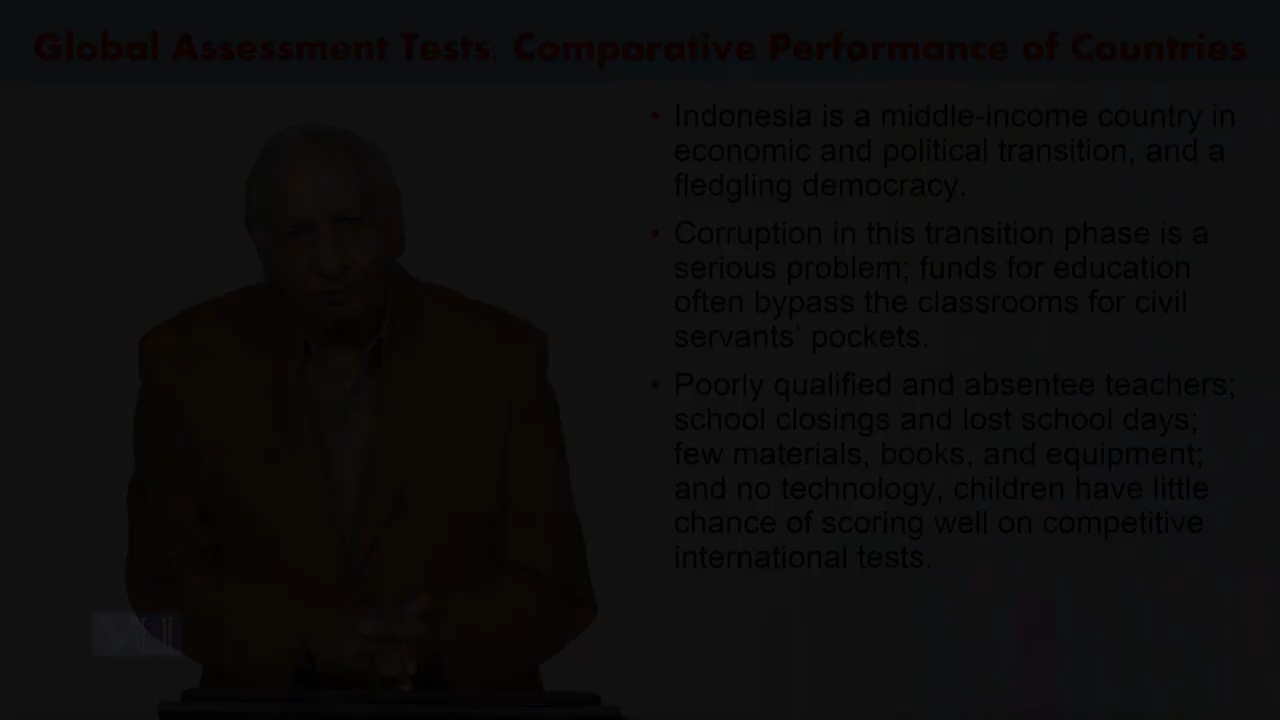 Global Assessment Tests: Comparative Performance of Countries
• Indonesia is a middle-income country in
economic and political transition, and a
fledgling democracy.
• Corruption in this transition phase is a
serious problem; funds for education
often bypass the classrooms for civil
servants’ pockets.
• Poorly qualified and absentee teachers;
school closings and lost school days;
few materials, books, and equipment;
and no technology, children have little
chance of scoring well on competitive
international tests.
VU